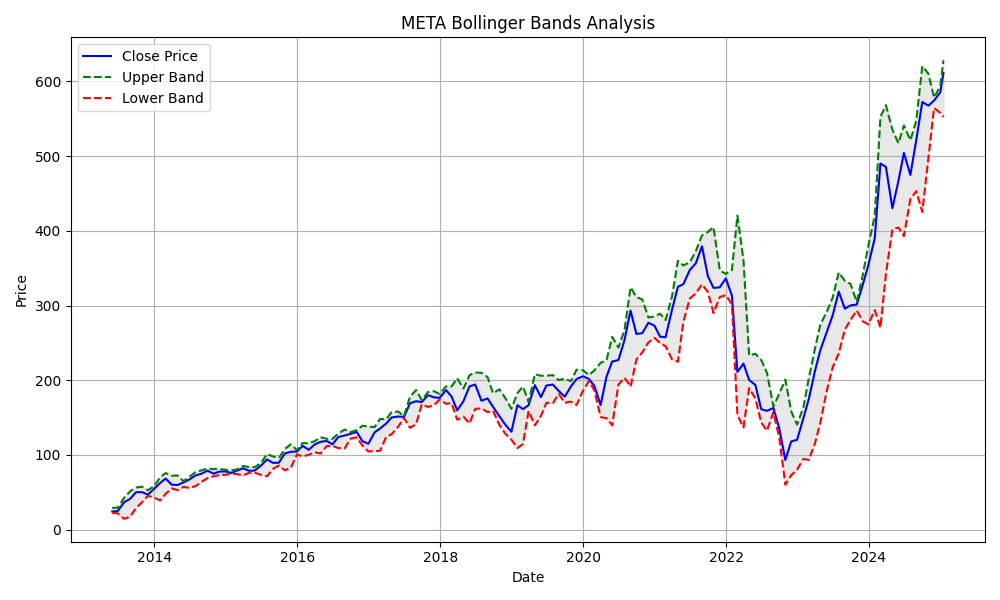 META Bollinger Bands Analysis
Close Price
Upper Band
Lower Band
Price
600
500
400
300
200
100
0
2014 2016 2018 2020 2022 2024
Date